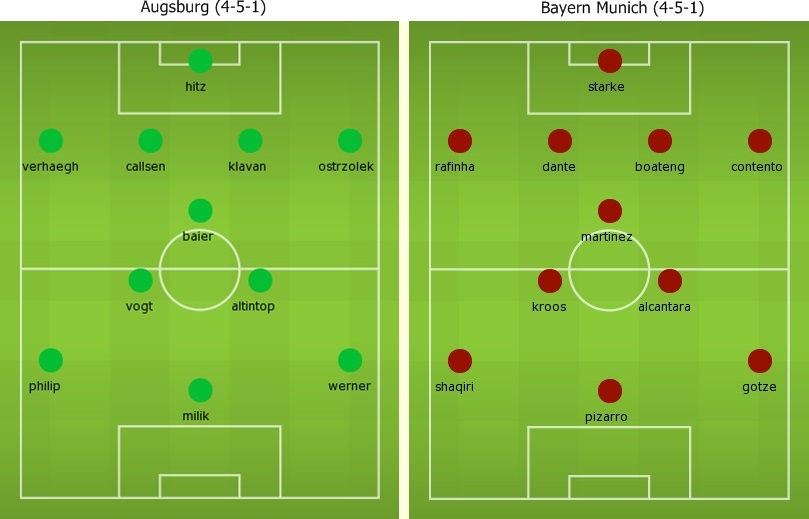 Augsburg (4-5-1)
hitz
verhaegh callsen klavan ostrzolek
baier
vogt altintop
philip werner
milik
Bayern Munich (4-5-1)
starke
rafinha dante boateng contento
martinez
kroos alcantara
shaqiri gotze
pizarro